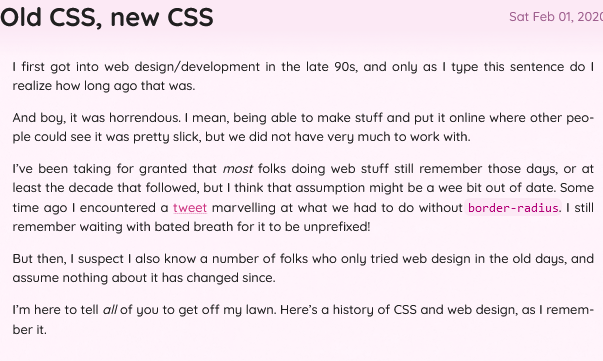 Old CSS, new CSS
Sat Feb 01, 2020
I first got into web design/development in the late 90s, and only as I type this sentence do I
realize how long ago that was.
And boy, it was horrendous. I mean, being able to make stuff and put it online where other peo-
ple could see it was pretty slick, but we did not have very much to work with.
I’ve been taking for granted that most folks doing web stuff still remember those days, or at
least the decade that followed, but I think that assumption might be a wee bit out of date. Some
time ago I encountered a tweet marvelling at what we had to do without border-radius. I still
remember waiting with bated breath for it to be unprefixed!
But then, I suspect I also know a number of folks who only tried web design in the old days, and
assume nothing about it has changed since.
I’m here to tell all of you to get off my lawn. Here’s a history of CSS and web design, as I remem-
ber it.